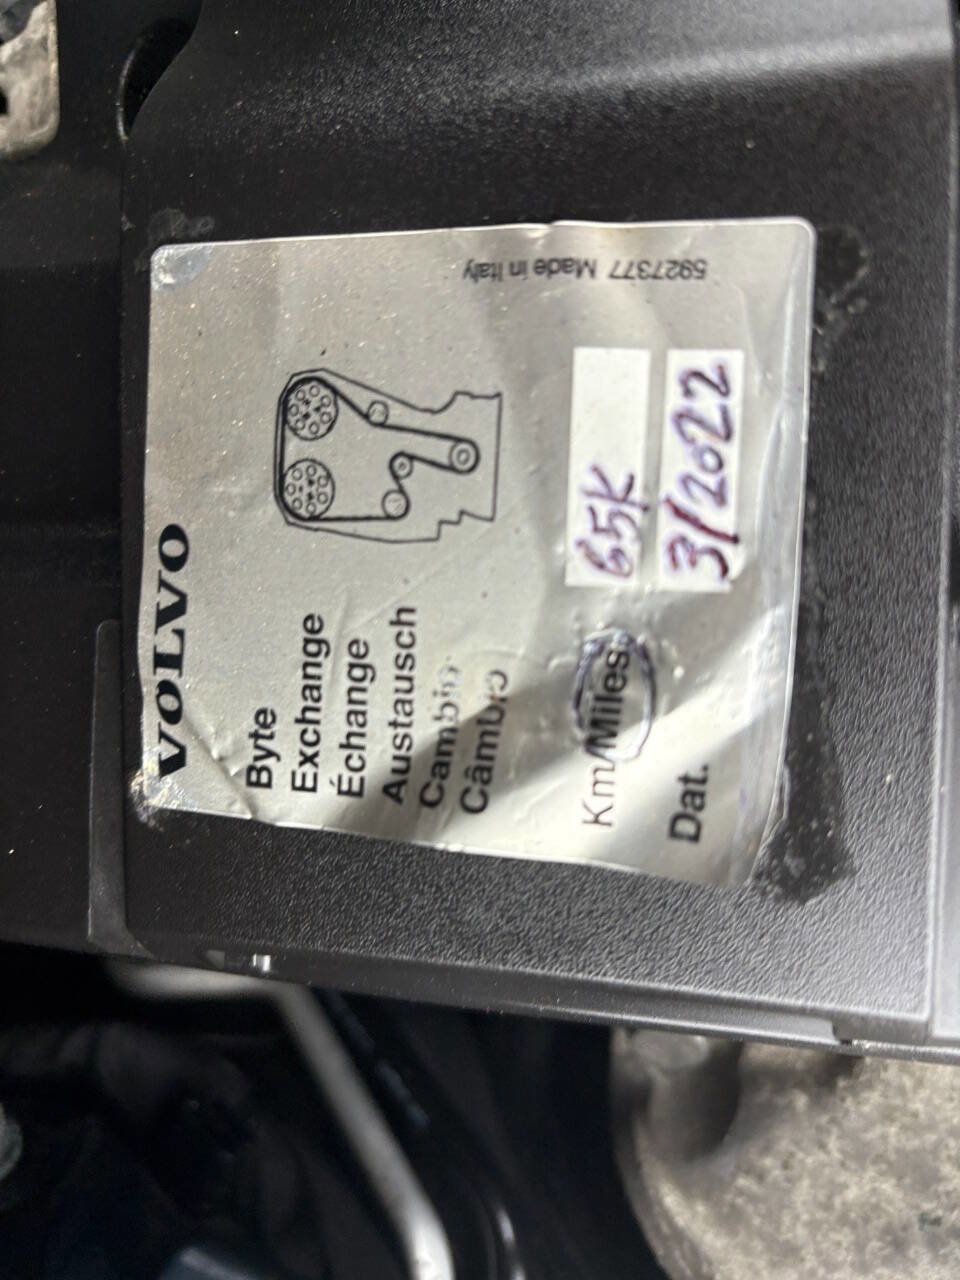 VOLVO
Byte
Exchange
Échange
Austausch
Cambio
Câmbio
Km/Miles 65K
Dat. 3/2022
5927377 Made in Italy